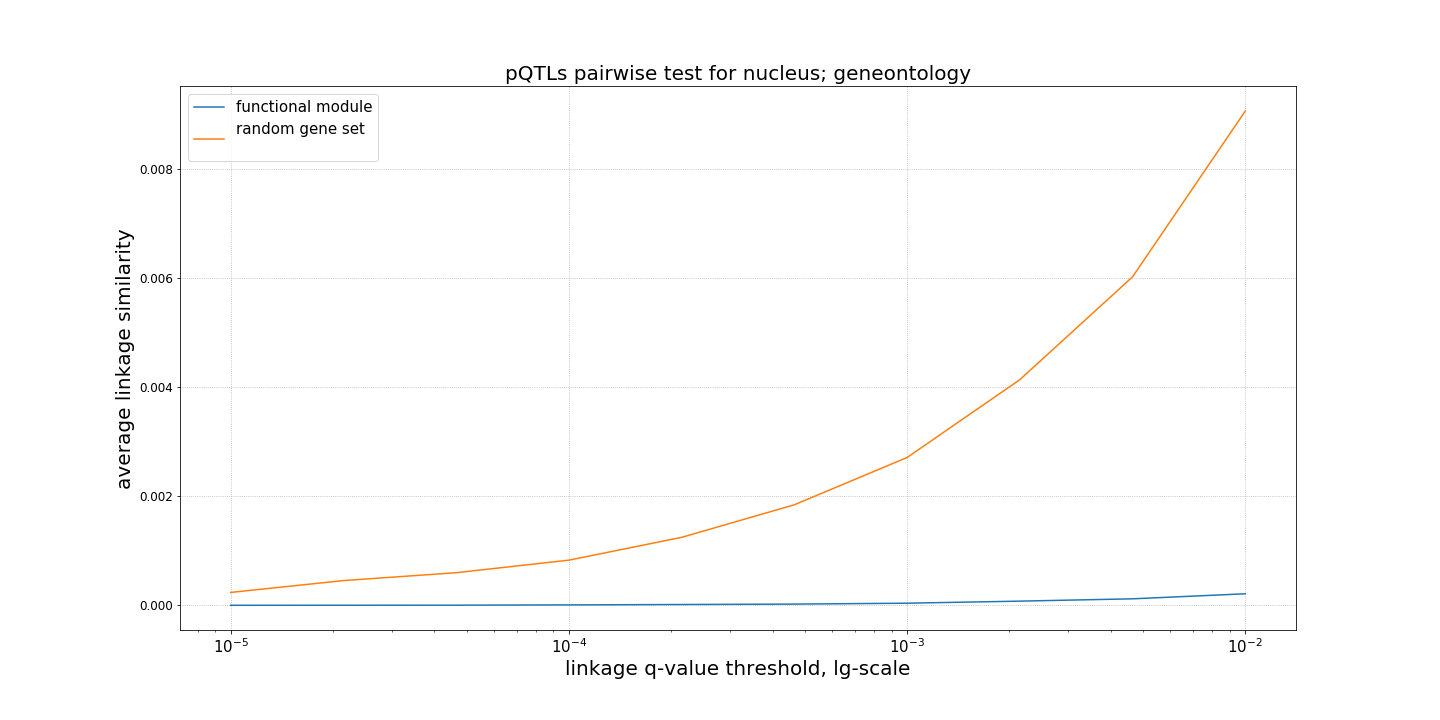 pQTLs pairwise test for nucleus; geneontology
functional module
random gene set
average linkage similarity
0.008
0.006
0.004
0.002
0.000
10⁻⁵ 10⁻⁴ 10⁻³ 10⁻²
linkage q-value threshold, lg-scale